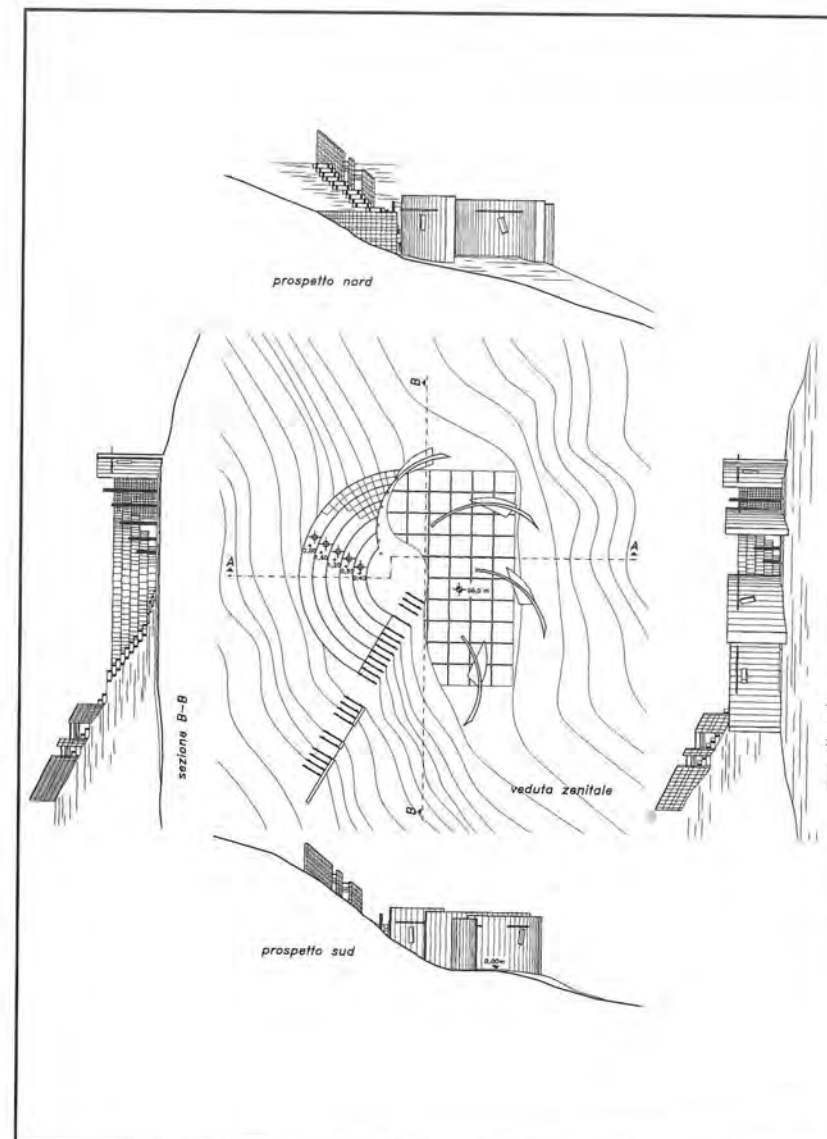 prospetto nord
B
A
A
sezione B-B
B
veduta zenitale
prospetto sud
0,00m